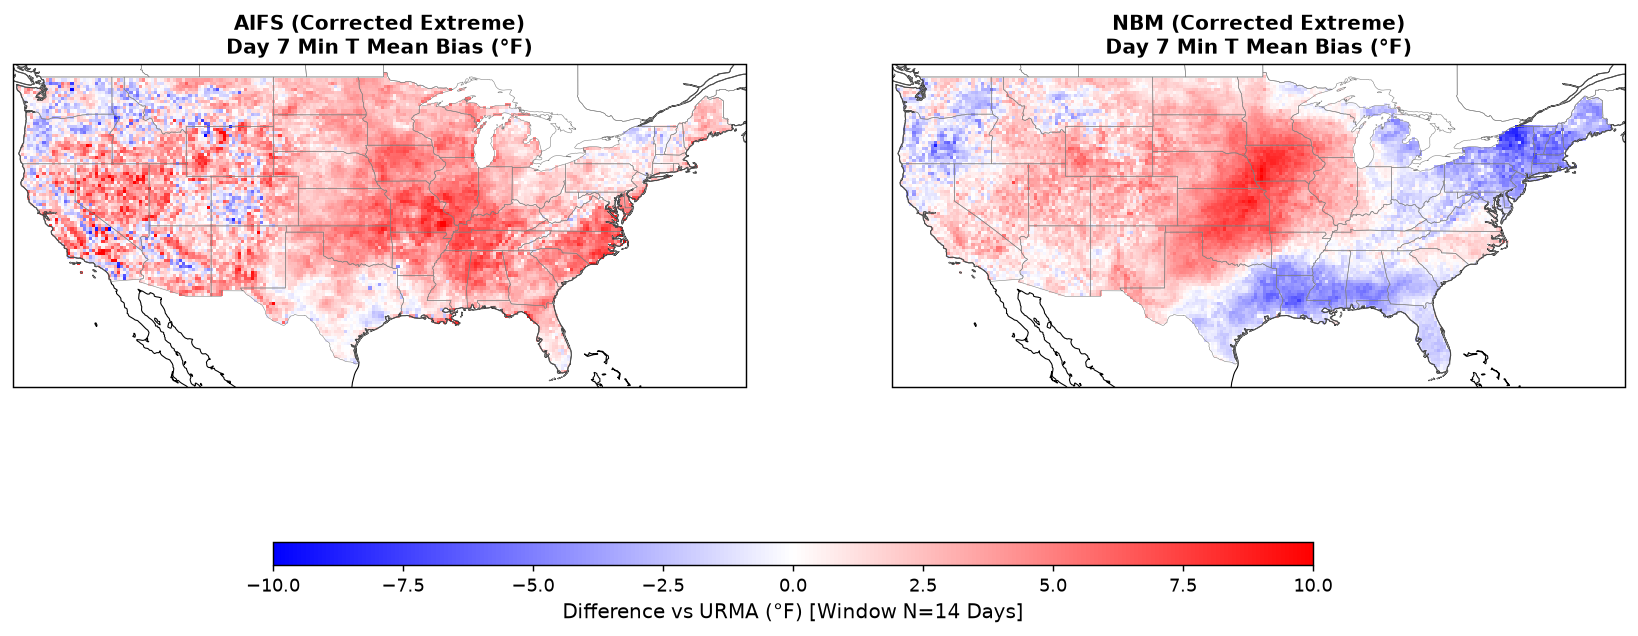 AIFS (Corrected Extreme)
Day 7 Min T Mean Bias (°F)
NBM (Corrected Extreme)
Day 7 Min T Mean Bias (°F)
−10.0 −7.5 −5.0 −2.5 0.0 2.5 5.0 7.5 10.0
Difference vs URMA (°F) [Window N=14 Days]